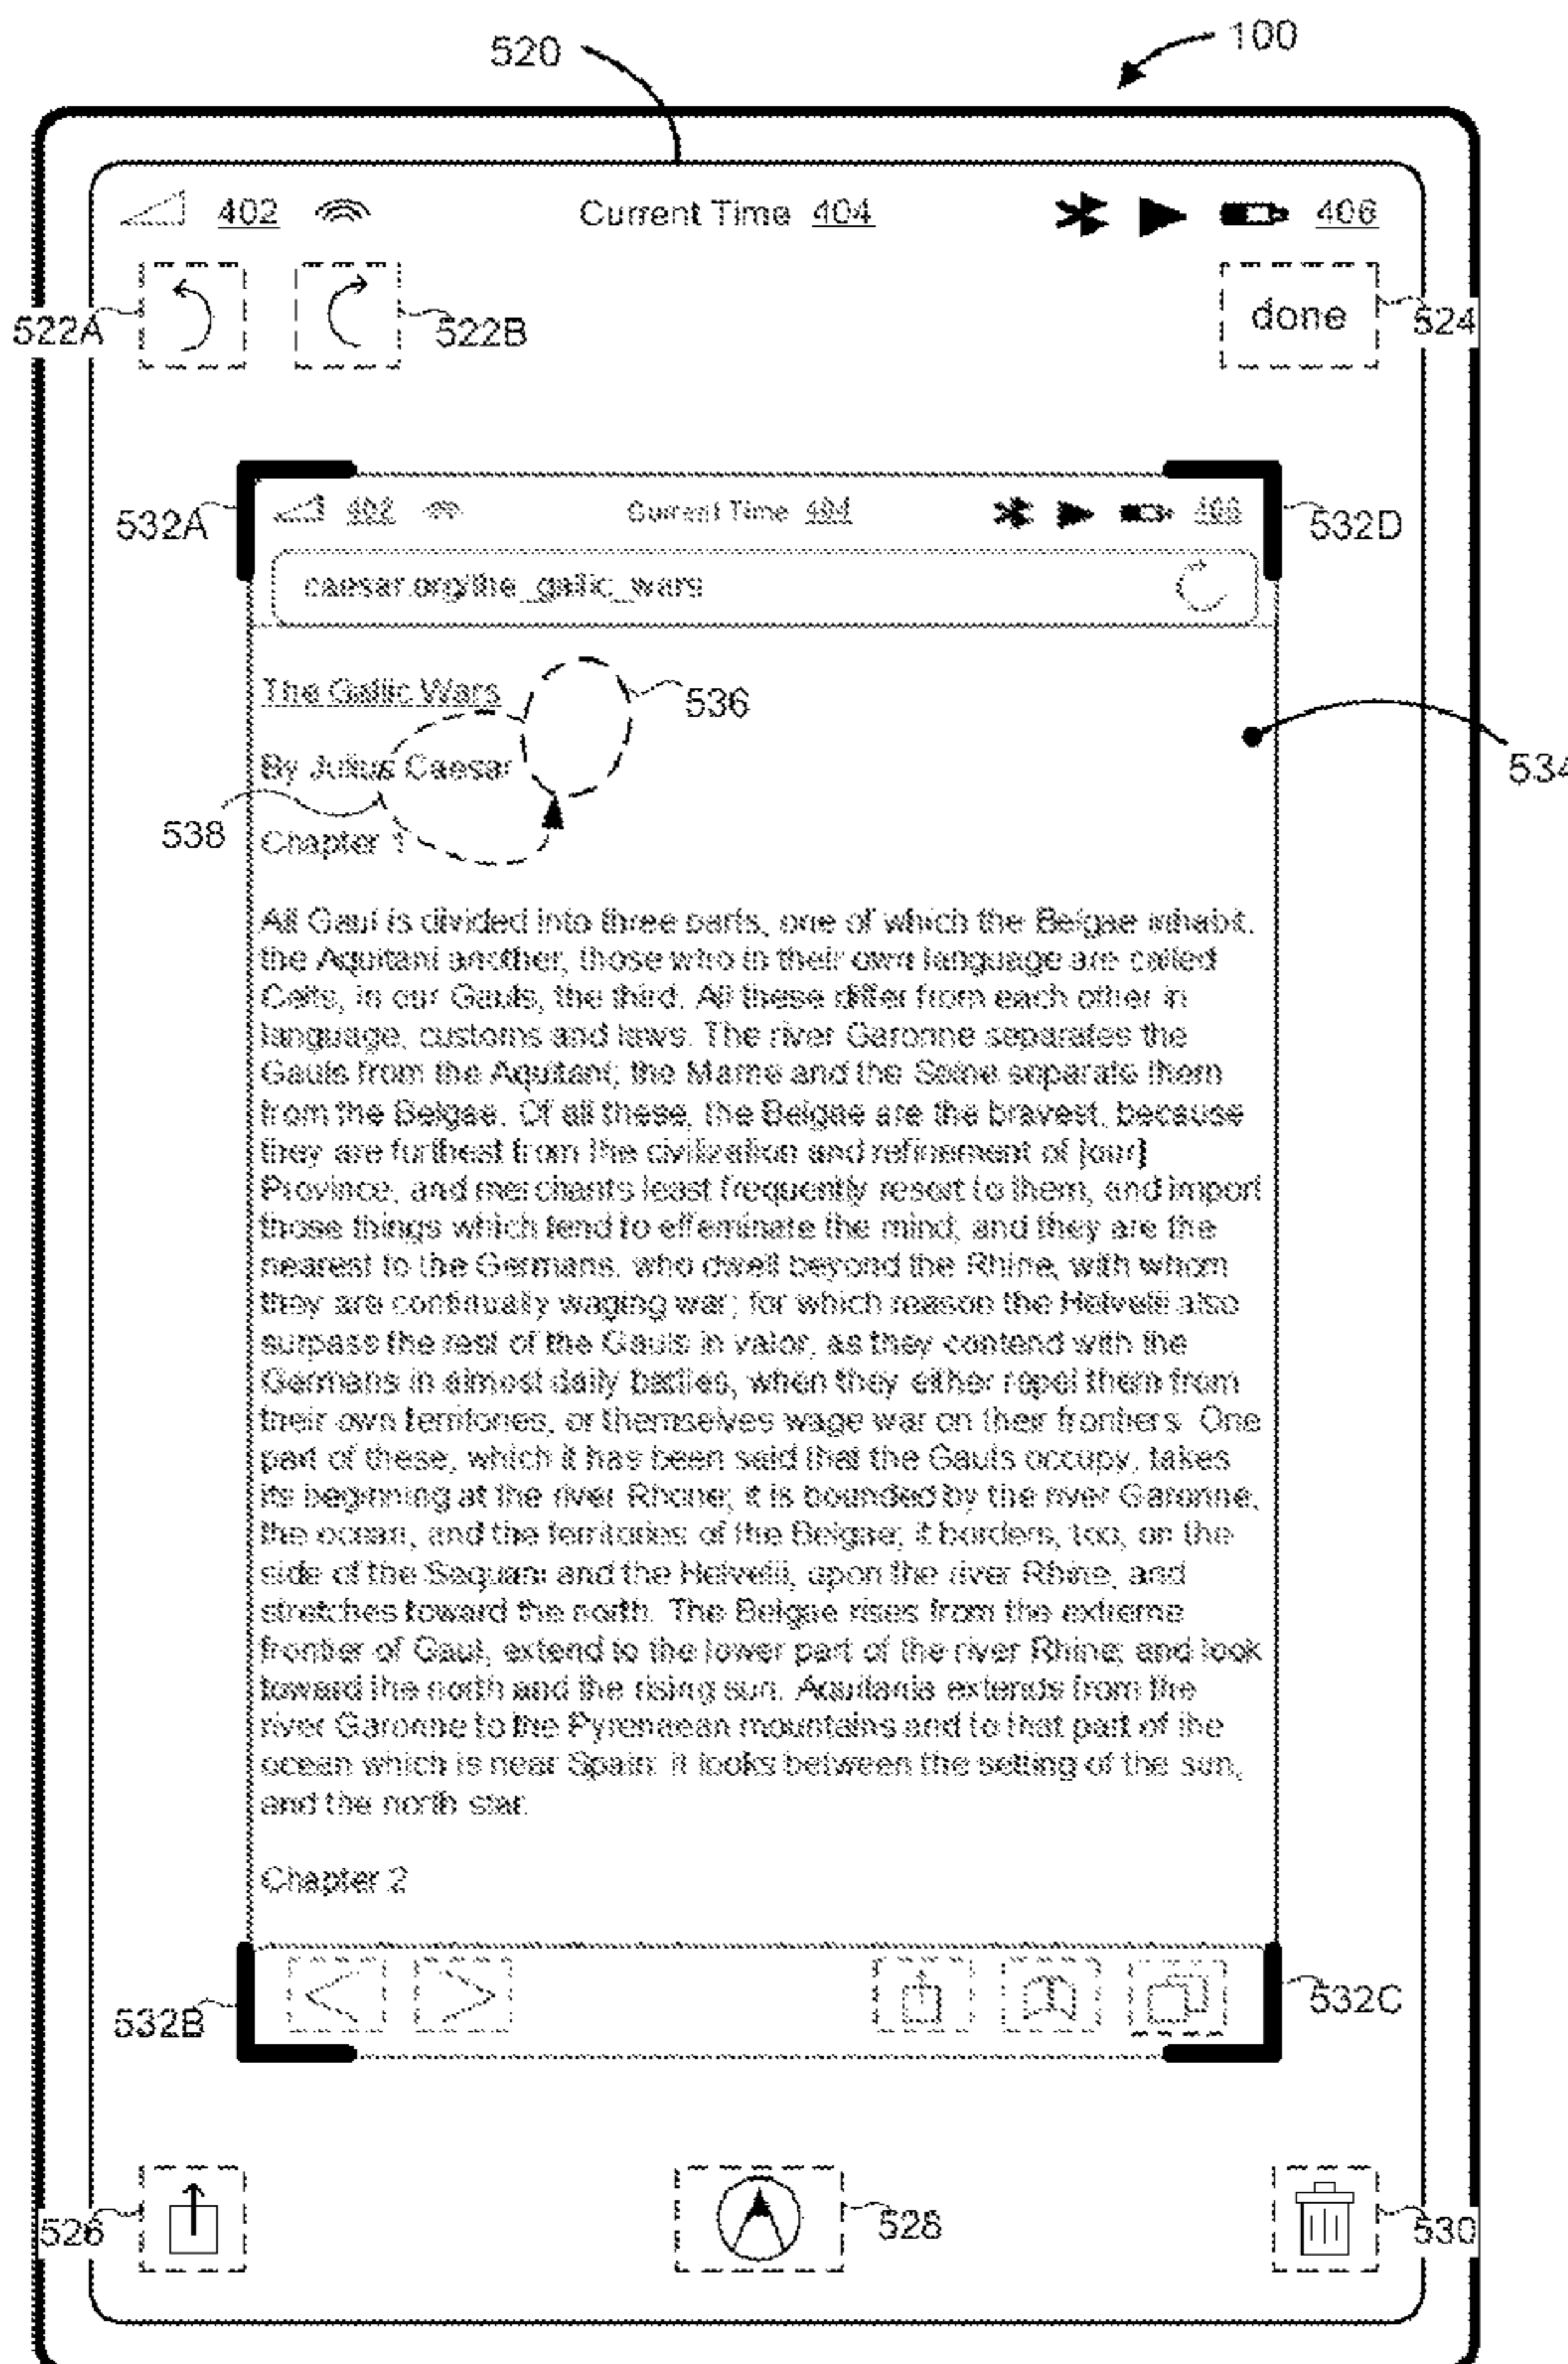 520
100
402 Current Time 404 406
522A 522B done 524
532A 402 Current Time 404 406 532D
caesar.org/the_gallic_wars
The Gallic Wars 536
By Julius Caesar 534
538 Chapter 1
All Gaul is divided into three parts, one of which the Belgae inhabit,
the Aquitani another, those who in their own language are called
Celts, in our Gauls, the third. All these differ from each other in
language, customs and laws. The river Garonne separates the
Gauls from the Aquitani; the Marne and the Seine separate them
from the Belgae. Of all these, the Belgae are the bravest, because
they are furthest from the civilization and refinement of [our]
Province, and merchants least frequently resort to them, and import
those things which tend to effeminate the mind; and they are the
nearest to the Germans, who dwell beyond the Rhine, with whom
they are continually waging war; for which reason the Helvetii also
surpass the rest of the Gauls in valor, as they contend with the
Germans in almost daily battles, when they either repel them from
their own territories, or themselves wage war on their frontiers. One
part of these, which it has been said that the Gauls occupy, takes
its beginning at the river Rhone; it is bounded by the river Garonne,
the ocean, and the territories of the Belgae; it borders, too, on the
side of the Sequani and the Helvetii, upon the river Rhine, and
stretches toward the north. The Belgae rises from the extreme
frontier of Gaul, extend to the lower part of the river Rhine; and look
toward the north and the rising sun. Aquitania extends from the
river Garonne to the Pyrenaean mountains and to that part of the
ocean which is near Spain: it looks between the setting of the sun,
and the north star.
Chapter 2
532B 532C
526 528 530